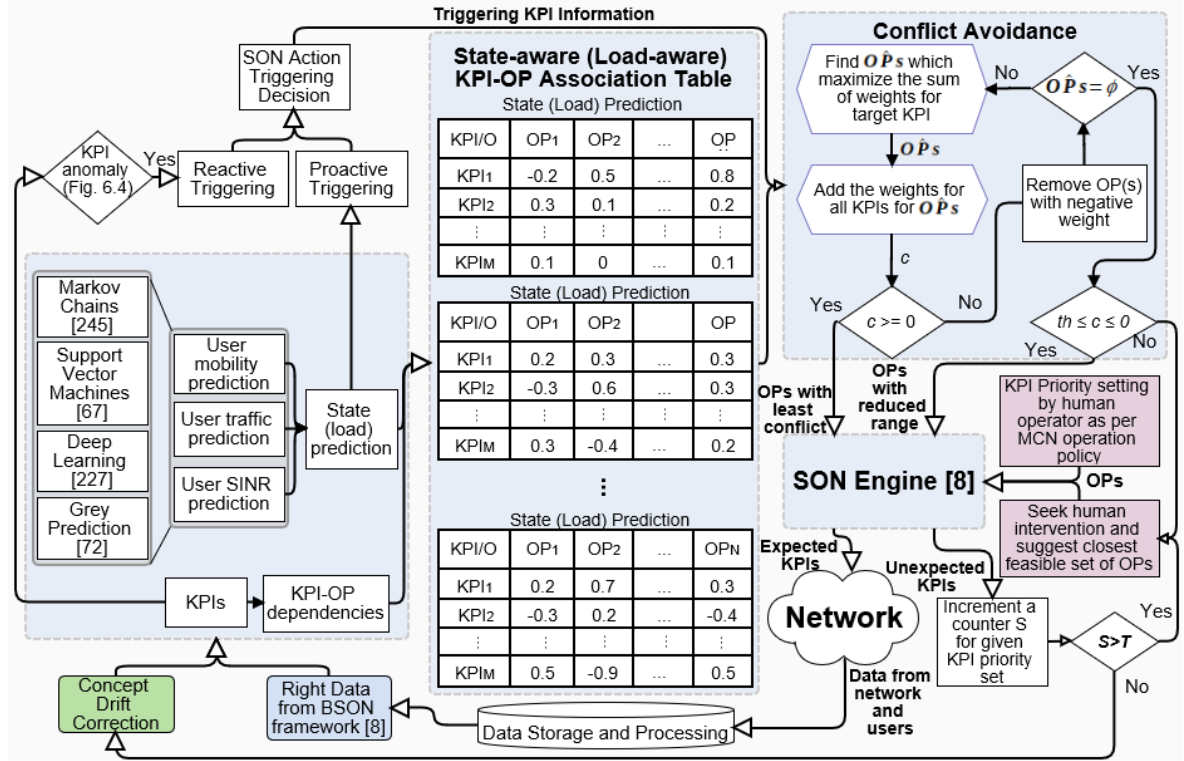 Triggering KPI Information
SON Action
Triggering
Decision
KPI
anomaly
(Fig. 6.4)
Yes
Reactive
Triggering
Proactive
Triggering
Markov
Chains
[245]
Support
Vector
Machines
[67]
Deep
Learning
[227]
Grey
Prediction
[72]
User
mobility
prediction
User traffic
prediction
User SINR
prediction
State
(load)
prediction
KPIs
KPI-OP
dependencies
Concept
Drift
Correction
Right Data
from BSON
framework [8]
State-aware (Load-aware)
KPI-OP Association Table
State (Load) Prediction
KPI/O OP1 OP2 ... OP
KPI1 -0.2 0.5 ... 0.8
KPI2 0.3 0.1 ... 0.2
⋮ ⋮ ⋮ ⋮
KPIM 0.1 0 ... 0.1
State (Load) Prediction
KPI/O OP1 OP2 ... OP
KPI1 0.2 0.3 ... 0.3
KPI2 -0.3 0.6 ... 0.3
⋮ ⋮ ⋮ ⋮
KPIM 0.3 -0.4 ... 0.2
⋮
State (Load) Prediction
KPI/O OP1 OP2 ... OPN
KPI1 0.2 0.7 ... 0.3
KPI2 -0.3 0.2 ... -0.4
⋮ ⋮ ⋮ ⋮
KPIM 0.5 -0.9 ... 0.5
Data Storage and Processing
Conflict Avoidance
Find OP̂s which
maximize the sum
of weights for
target KPI
No
OP̂s=ϕ
Yes
OP̂s
Add the weights for
all KPIs for OP̂s
Remove OP(s)
with negative
weight
c
Yes
c >= 0
No
th ≤ c ≤ 0
Yes
No
OPs with
least
conflict
OPs
with
reduced
range
KPI Priority setting
by human
operator as per
MCN operation
policy
SON Engine [8]
OPs
Seek human
intervention and
suggest closest
feasible set of OPs
Expected
KPIs
Unexpected
KPIs
Network
Increment a
counter S
for given
KPI priority
set
S>T
Yes
No
Data from
network
and
users